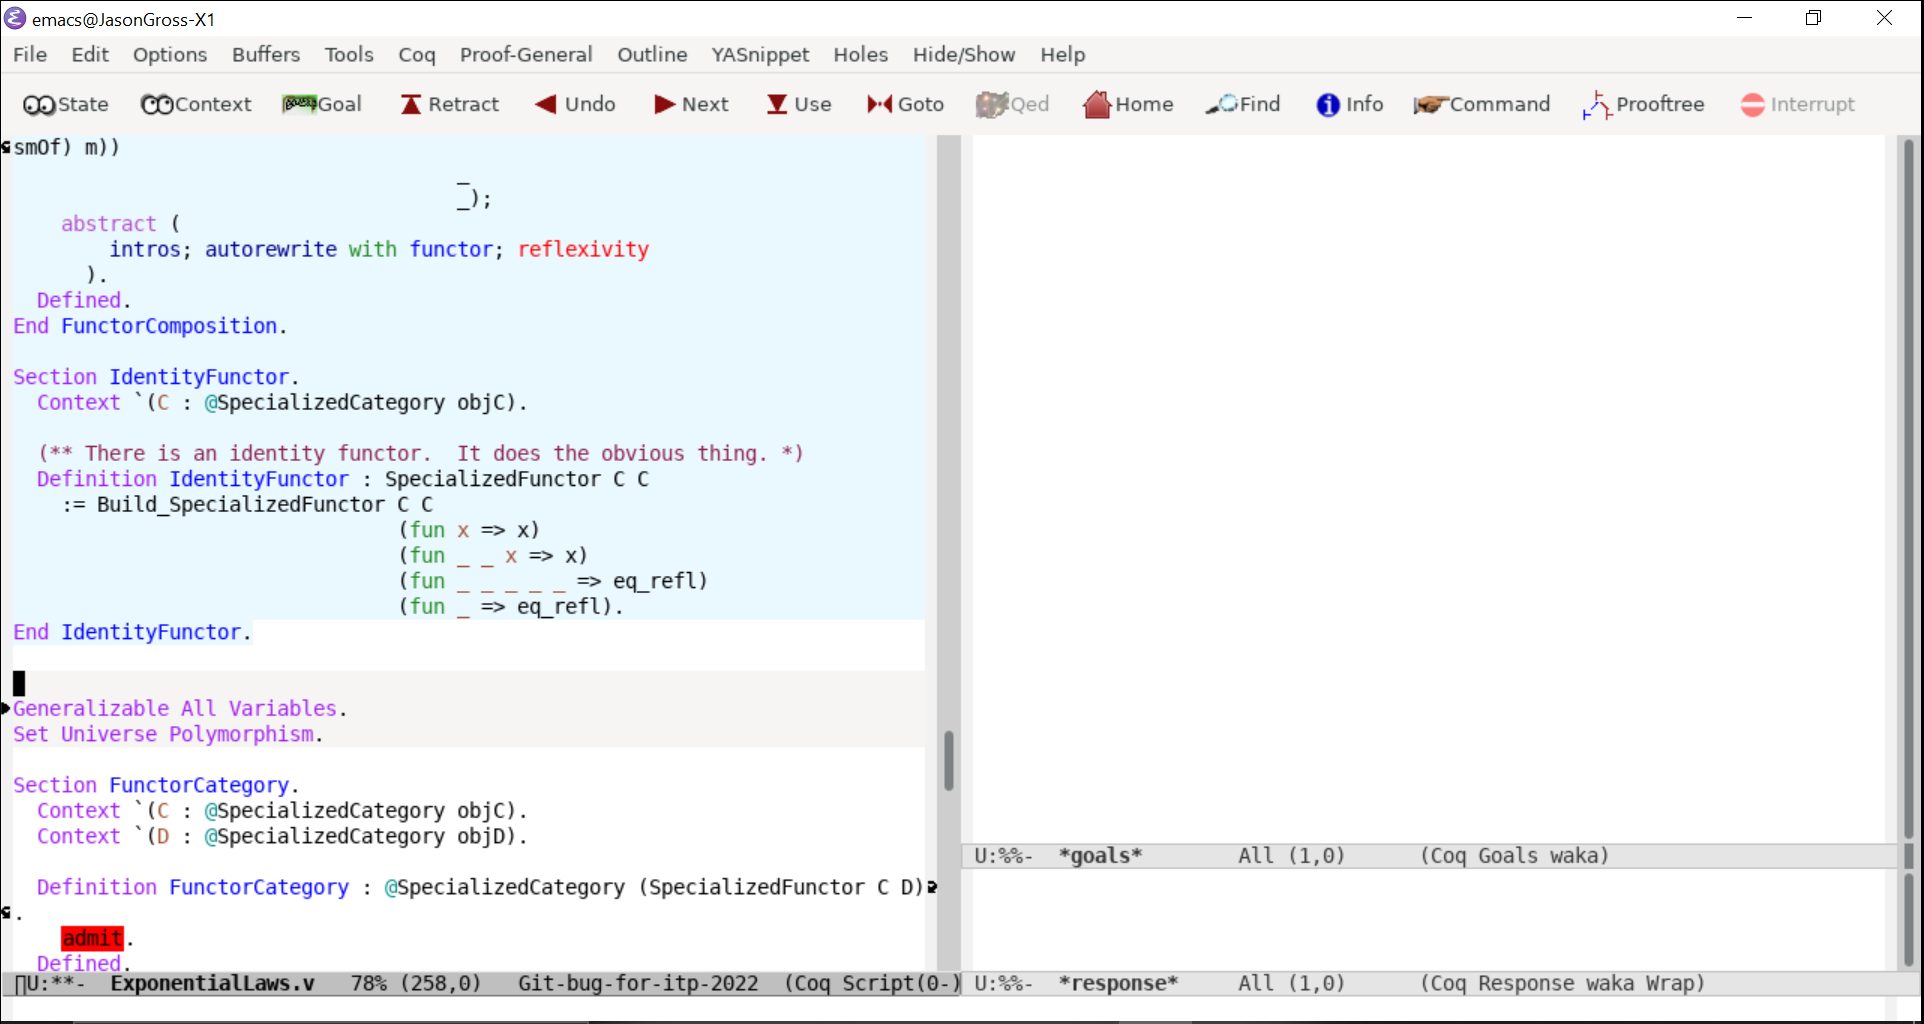 emacs@JasonGross-X1
File Edit Options Buffers Tools Coq Proof-General Outline YASnippet Holes Hide/Show Help
State Context Goal Retract Undo Next Use Goto Qed Home Find Info Command Prooftree Interrupt
smOf) m))
_
_);
abstract (
intros; autorewrite with functor; reflexivity
).
Defined.
End FunctorComposition.
Section IdentityFunctor.
Context `(C : @SpecializedCategory objC).
(** There is an identity functor.  It does the obvious thing. *)
Definition IdentityFunctor : SpecializedFunctor C C
:= Build_SpecializedFunctor C C
(fun x => x)
(fun _ _ x => x)
(fun _ _ _ _ _ => eq_refl)
(fun _ => eq_refl).
End IdentityFunctor.
Generalizable All Variables.
Set Universe Polymorphism.
Section FunctorCategory.
Context `(C : @SpecializedCategory objC).
Context `(D : @SpecializedCategory objD).
Definition FunctorCategory : @SpecializedCategory (SpecializedFunctor C D)
.
admit.
Defined.
U:**-  ExponentialLaws.v   78% (258,0)   Git-bug-for-itp-2022  (Coq Script(0-)
U:%%-  *goals*        All (1,0)      (Coq Goals waka)
U:%%-  *response*     All (1,0)      (Coq Response waka Wrap)